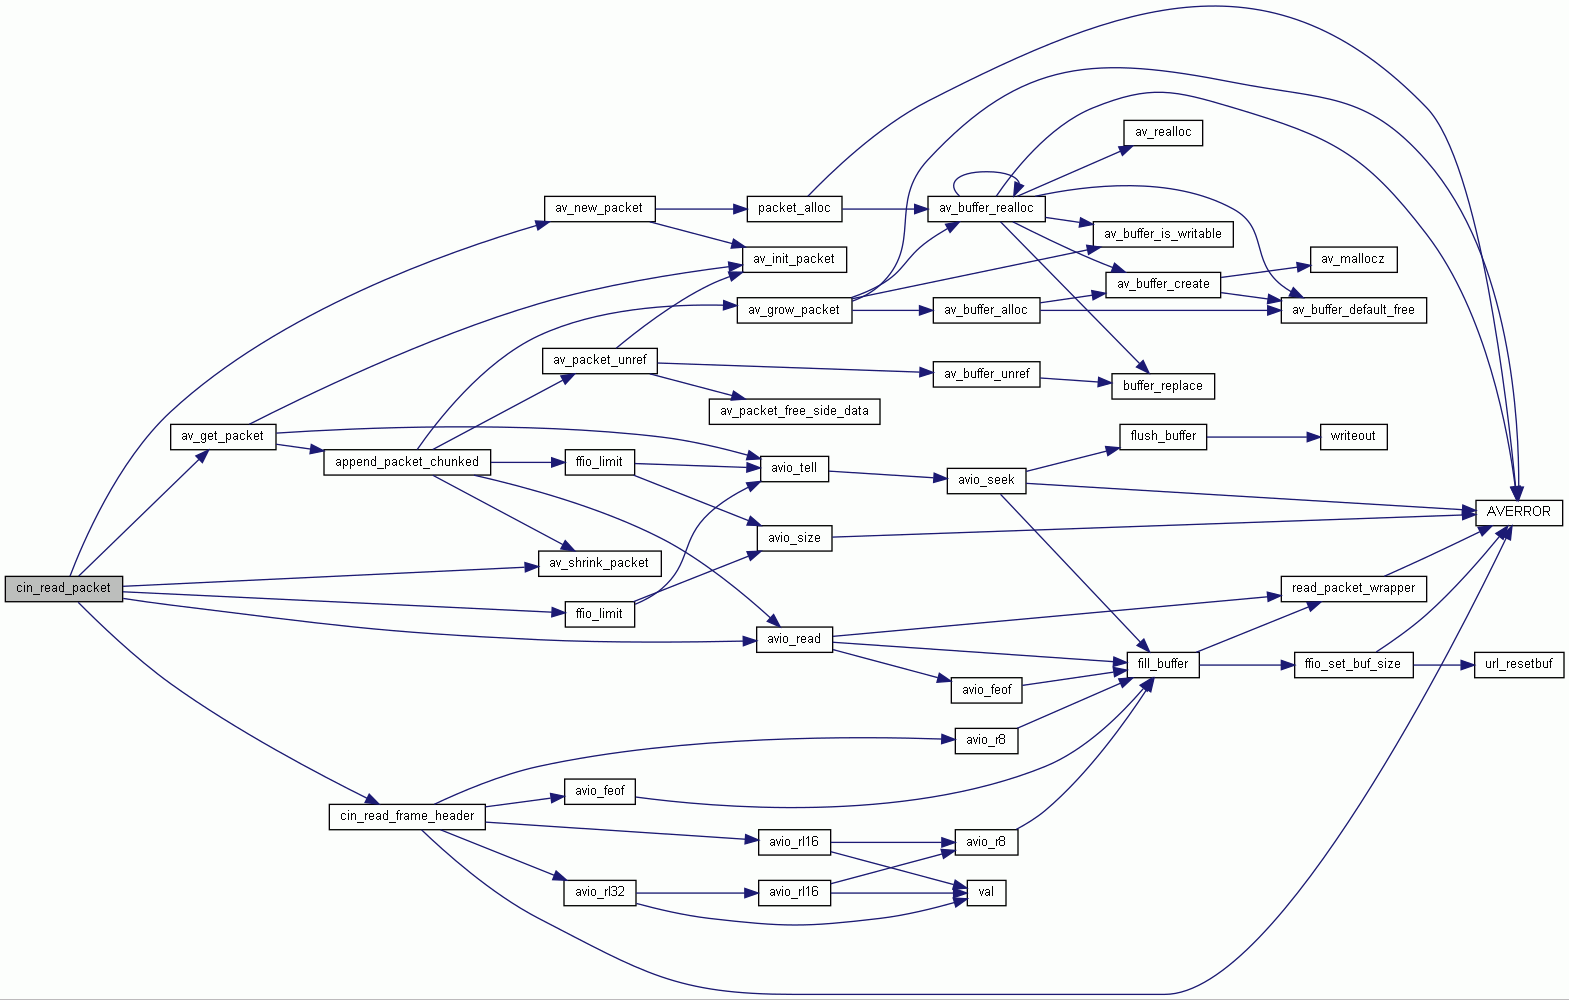 av_realloc
av_new_packet
packet_alloc
av_buffer_realloc
av_buffer_is_writable
av_init_packet
av_mallocz
av_buffer_create
av_grow_packet
av_buffer_alloc
av_buffer_default_free
av_packet_unref
av_buffer_unref
buffer_replace
av_packet_free_side_data
av_get_packet
flush_buffer
writeout
append_packet_chunked
ffio_limit
avio_tell
avio_seek
AVERROR
avio_size
av_shrink_packet
cin_read_packet
read_packet_wrapper
ffio_limit
avio_read
fill_buffer
ffio_set_buf_size
url_resetbuf
avio_feof
avio_r8
avio_feof
cin_read_frame_header
avio_rl16
avio_r8
avio_rl32
avio_rl16
val